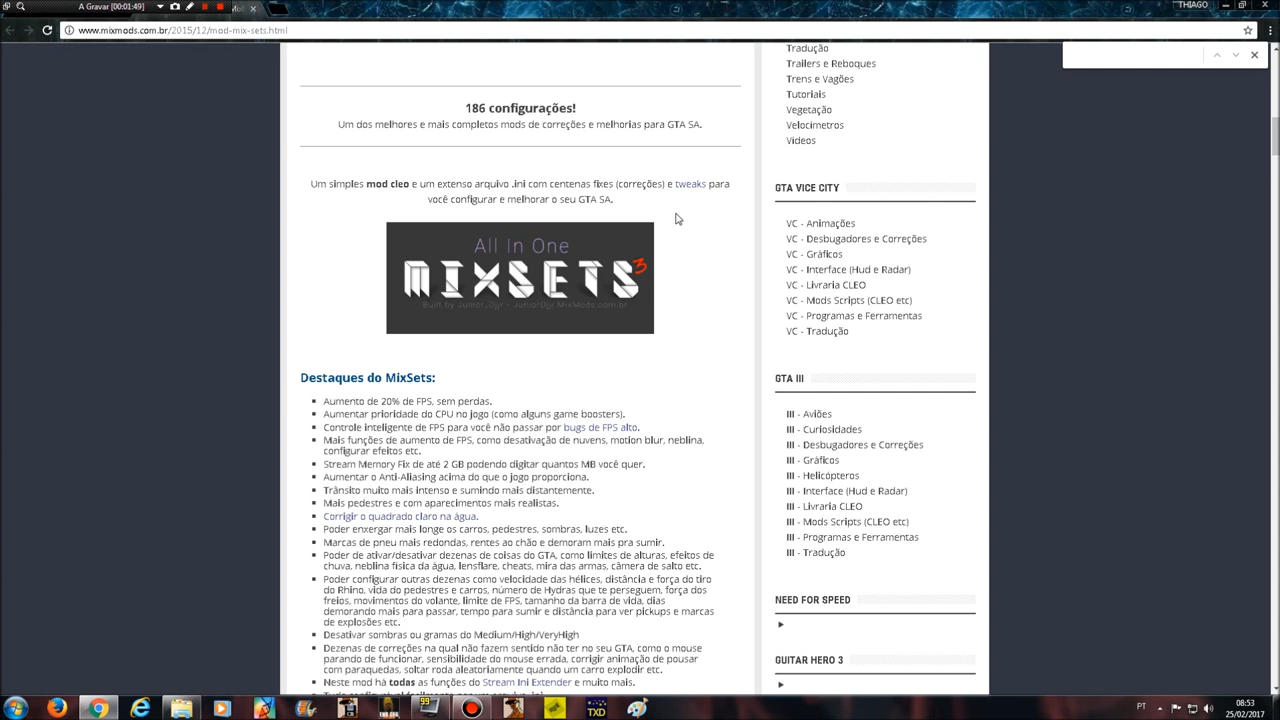 A Gravar [00:01:49]
Mo
THIAGO
www.mixmods.com.br/2015/12/mod-mix-sets.html
186 configurações!
Um dos melhores e mais completos mods de correções e melhorias para GTA SA.
Um simples mod cleo e um extenso arquivo .ini com centenas fixes (correções) e tweaks para
você configurar e melhorar o seu GTA SA.
All In One
MIXSETS3
Built by Junior_Djjr - JuniorDjjr.MixMods.com.br
Destaques do MixSets:
Aumento de 20% de FPS, sem perdas.
Aumentar prioridade do CPU no jogo (como alguns game boosters).
Controle inteligente de FPS para você não passar por bugs de FPS alto.
Mais funções de aumento de FPS, como desativação de nuvens, motion blur, neblina,
configurar efeitos etc.
Stream Memory Fix de até 2 GB podendo digitar quantos MB você quer.
Aumentar o Anti-Aliasing acima do que o jogo proporciona.
Trânsito muito mais intenso e sumindo mais distantemente.
Mais pedestres e com aparecimentos mais realistas.
Corrigir o quadrado claro na água.
Poder enxergar mais longe os carros, pedestres, sombras, luzes etc.
Marcas de pneu mais redondas, rentes ao chão e demoram mais pra sumir.
Poder de ativar/desativar dezenas de coisas do GTA, como limites de alturas, efeitos de
chuva, neblina física da água, lensflare, cheats, mira das armas, câmera de salto etc.
Poder configurar outras dezenas como velocidade das hélices, distância e força do tiro
do Rhino, vida do pedestres e carros, número de Hydras que te perseguem, força dos
freios, movimentos do volante, limite de FPS, tamanho da barra de vida, dias
demorando mais para passar, tempo para sumir e distância para ver pickups e marcas
de explosões etc.
Desativar sombras ou gramas do Medium/High/VeryHigh
Dezenas de correções na qual não fazem sentido não ter no seu GTA, como o mouse
parando de funcionar, sensibilidade do mouse errada, corrigir animação de pousar
com paraquedas, soltar roda aleatoriamente quando um carro explodir etc.
Neste mod há todas as funções do Stream Ini Extender e muito mais.
Tradução
Trailers e Reboques
Trens e Vagões
Tutoriais
Vegetação
Velocímetros
Vídeos
GTA VICE CITY
VC - Animações
VC - Desbugadores e Correções
VC - Gráficos
VC - Interface (Hud e Radar)
VC - Livraria CLEO
VC - Mods Scripts (CLEO etc)
VC - Programas e Ferramentas
VC - Tradução
GTA III
III - Aviões
III - Curiosidades
III - Desbugadores e Correções
III - Gráficos
III - Helicópteros
III - Interface (Hud e Radar)
III - Livraria CLEO
III - Mods Scripts (CLEO etc)
III - Programas e Ferramentas
III - Tradução
NEED FOR SPEED
GUITAR HERO 3
99
TXD
PT
08:53
25/02/2017